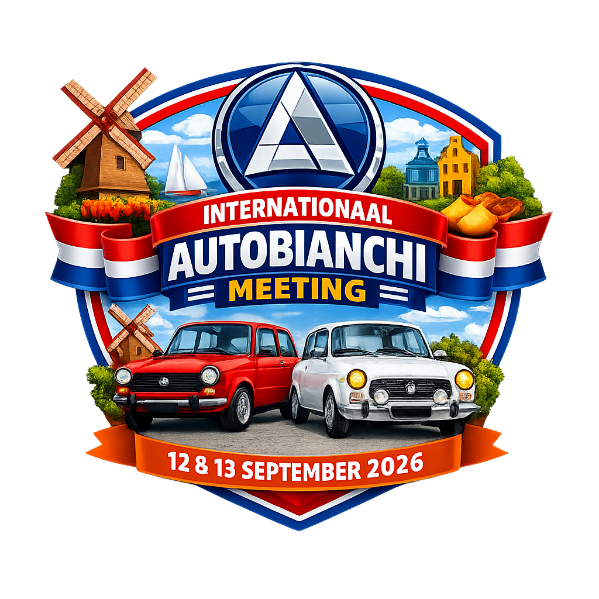 INTERNATIONAAL
AUTOBIANCHI
MEETING
12 & 13 SEPTEMBER 2026